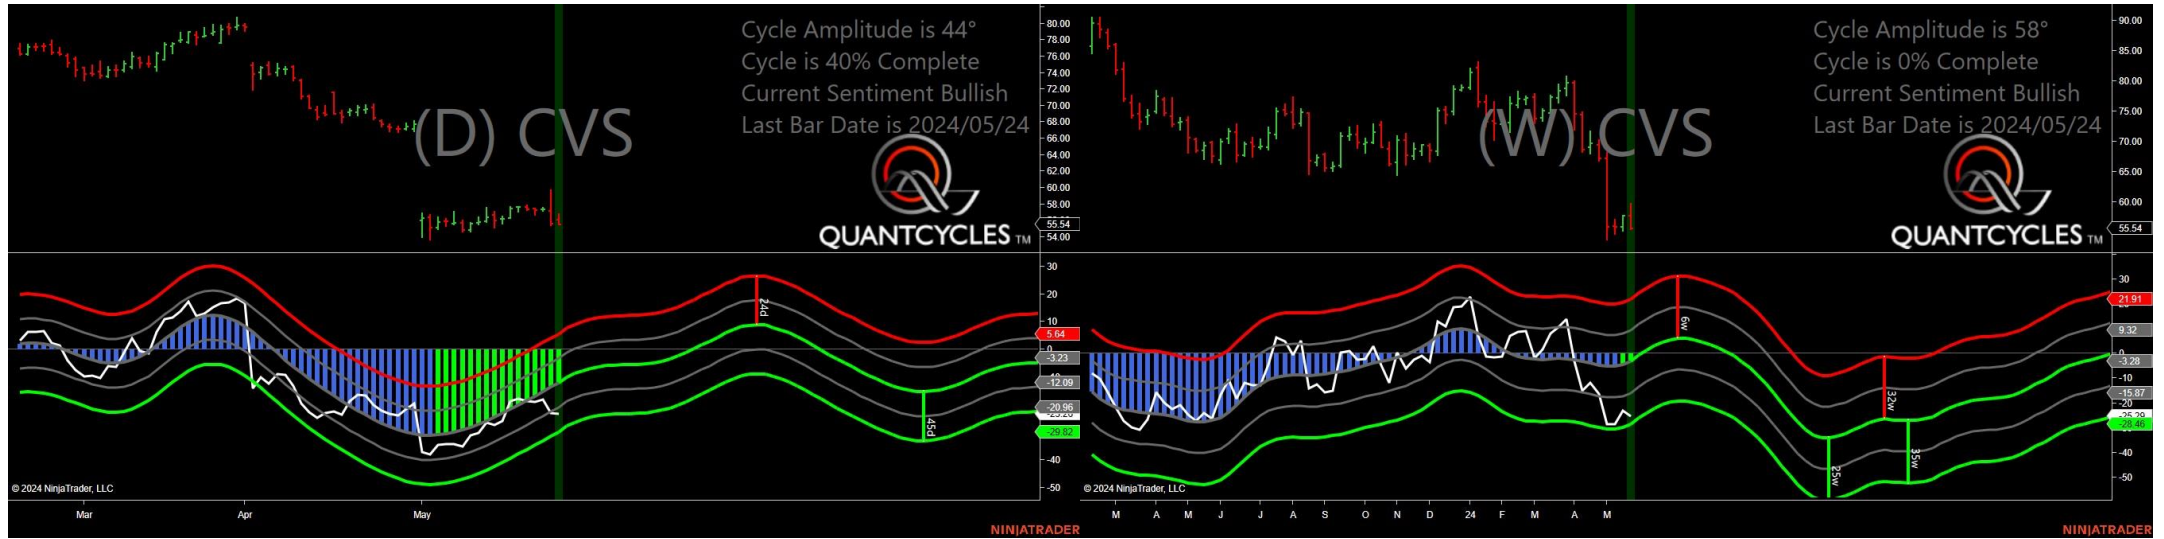 Cycle Amplitude is 44°
Cycle is 40% Complete
Current Sentiment Bullish
Last Bar Date is 2024/05/24
(D) CVS
QUANTCYCLES TM
80.00
78.00
76.00
74.00
72.00
70.00
68.00
66.00
64.00
62.00
60.00
58.00
55.54
54.00
30
20
10
5.64
0
-3.23
-12.09
-20.96
-29.82
-40
-50
24d
45d
© 2024 NinjaTrader, LLC
Mar Apr May
NINJATRADER
Cycle Amplitude is 58°
Cycle is 0% Complete
Current Sentiment Bullish
Last Bar Date is 2024/05/24
(W) CVS
QUANTCYCLES TM
90.00
85.00
80.00
75.00
70.00
65.00
60.00
55.54
30
21.91
9.32
-3.28
-10
-15.87
-20
-25.29
-28.46
-40
-50
6w
32w
25w
35w
© 2024 NinjaTrader, LLC
M A M J J A S O N D 24 F M A M
NINJATRADER